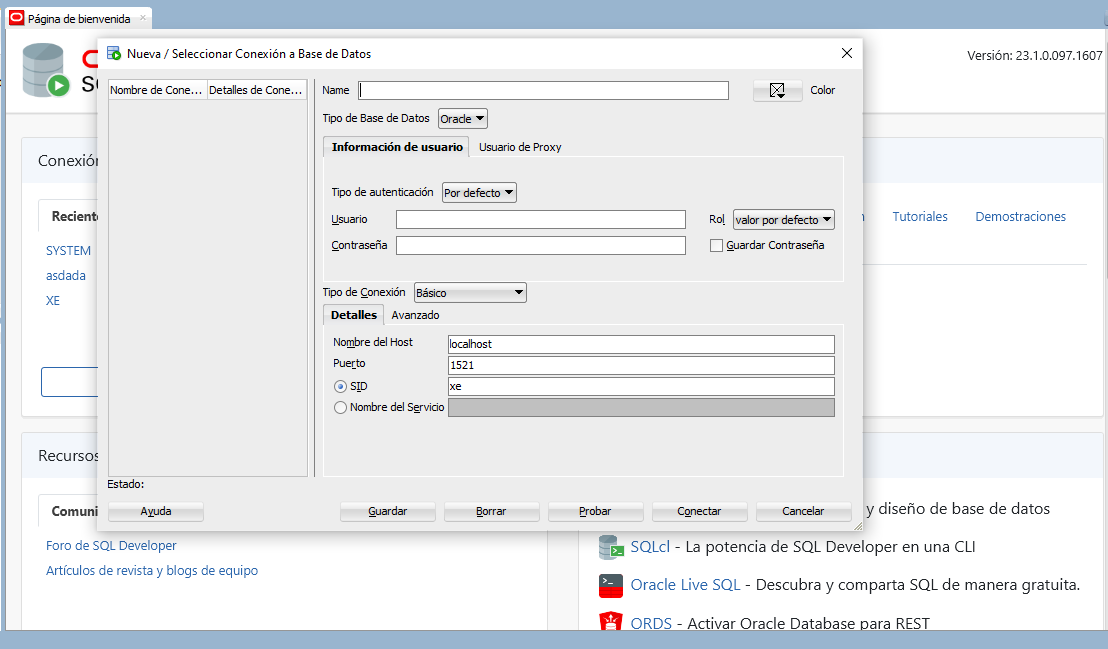 Página de bienvenida
Nueva / Seleccionar Conexión a Base de Datos
Versión: 23.1.0.097.1607
Nombre de Cone... Detalles de Cone...
Name
Color
Tipo de Base de Datos Oracle
Información de usuario Usuario de Proxy
Tipo de autenticación Por defecto
Usuario
Rol valor por defecto
Contraseña
Guardar Contraseña
Tipo de Conexión Básico
Detalles Avanzado
Nombre del Host localhost
Puerto 1521
SID xe
Nombre del Servicio
Estado:
Ayuda Guardar Borrar Probar Conectar Cancelar
Conexión
SYSTEM
asdada
XE
Tutoriales Demostraciones
Recursos
Foro de SQL Developer
Artículos de revista y blogs de equipo
y diseño de base de datos
SQLcl - La potencia de SQL Developer en una CLI
Oracle Live SQL - Descubra y comparta SQL de manera gratuita.
ORDS - Activar Oracle Database para REST